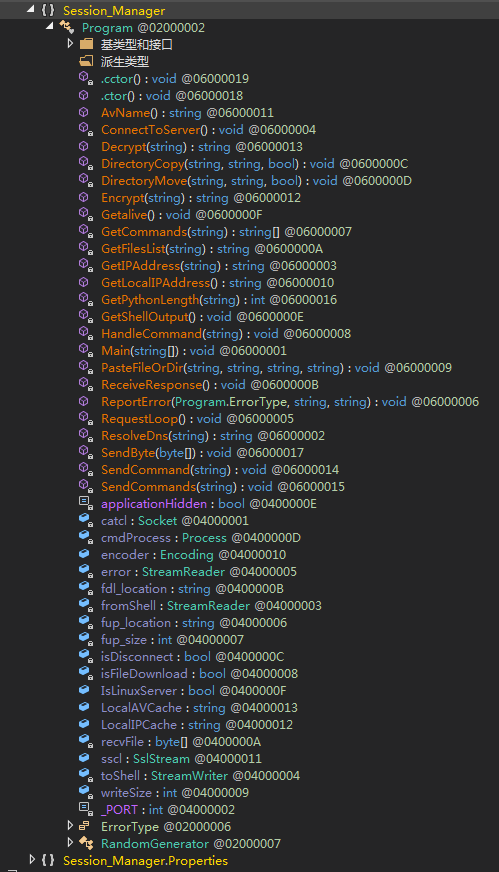 { } Session_Manager
Program @02000002
基类型和接口
派生类型
.cctor() : void @06000019
.ctor() : void @06000018
AvName() : string @06000011
ConnectToServer() : void @06000004
Decrypt(string) : string @06000013
DirectoryCopy(string, string, bool) : void @0600000C
DirectoryMove(string, string, bool) : void @0600000D
Encrypt(string) : string @06000012
Getalive() : void @0600000F
GetCommands(string) : string[] @06000007
GetFilesList(string) : string @0600000A
GetIPAddress(string) : string @06000003
GetLocalIPAddress() : string @06000010
GetPythonLength(string) : int @06000016
GetShellOutput() : void @0600000E
HandleCommand(string) : void @06000008
Main(string[]) : void @06000001
PasteFileOrDir(string, string, string, string) : void @06000009
ReceiveResponse() : void @0600000B
ReportError(Program.ErrorType, string, string) : void @06000006
RequestLoop() : void @06000005
ResolveDns(string) : string @06000002
SendByte(byte[]) : void @06000017
SendCommand(string) : void @06000014
SendCommands(string) : void @06000015
applicationHidden : bool @0400000E
catcl : Socket @04000001
cmdProcess : Process @0400000D
encoder : Encoding @04000010
error : StreamReader @04000005
fdl_location : string @0400000B
fromShell : StreamReader @04000003
fup_location : string @04000006
fup_size : int @04000007
isDisconnect : bool @0400000C
isFileDownload : bool @04000008
IsLinuxServer : bool @0400000F
LocalAVCache : string @04000013
LocalIPCache : string @04000012
recvFile : byte[] @0400000A
sscl : SslStream @04000011
toShell : StreamWriter @04000004
writeSize : int @04000009
_PORT : int @04000002
ErrorType @02000006
RandomGenerator @02000007
{ } Session_Manager.Properties